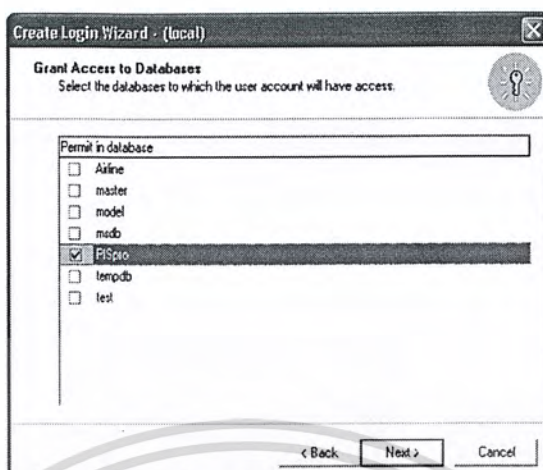 Create Login Wizard - (local)
Grant Access to Databases
Select the databases to which the user account will have access.
Permit in database
Airline
master
model
msdb
PISpro
tempdb
test
< Back
Next >
Cancel